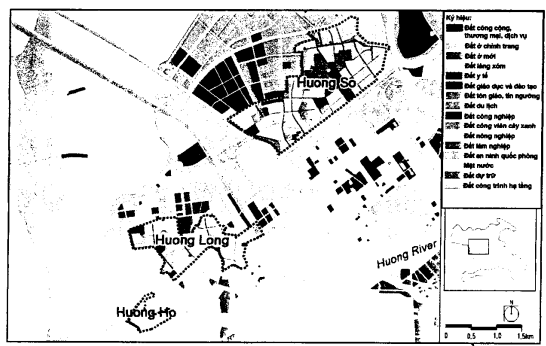 Huong So
Huong Long
Huong Ho
Huong River
Ký hiệu:
Đất công cộng,
thương mại, dịch vụ
Đất ở chỉnh trang
Đất ở mới
Đất làng xóm
Đất y tế
Đất giáo dục và đào tạo
Đất tôn giáo, tín ngưỡng
Đất du lịch
Đất công nghiệp
Đất công viên cây xanh
Đất nông nghiệp
Đất lâm nghiệp
Đất an ninh quốc phòng
Mặt nước
Đất dự trữ
Đất công trình hạ tầng
N
0 0,5 1,0 1,5km